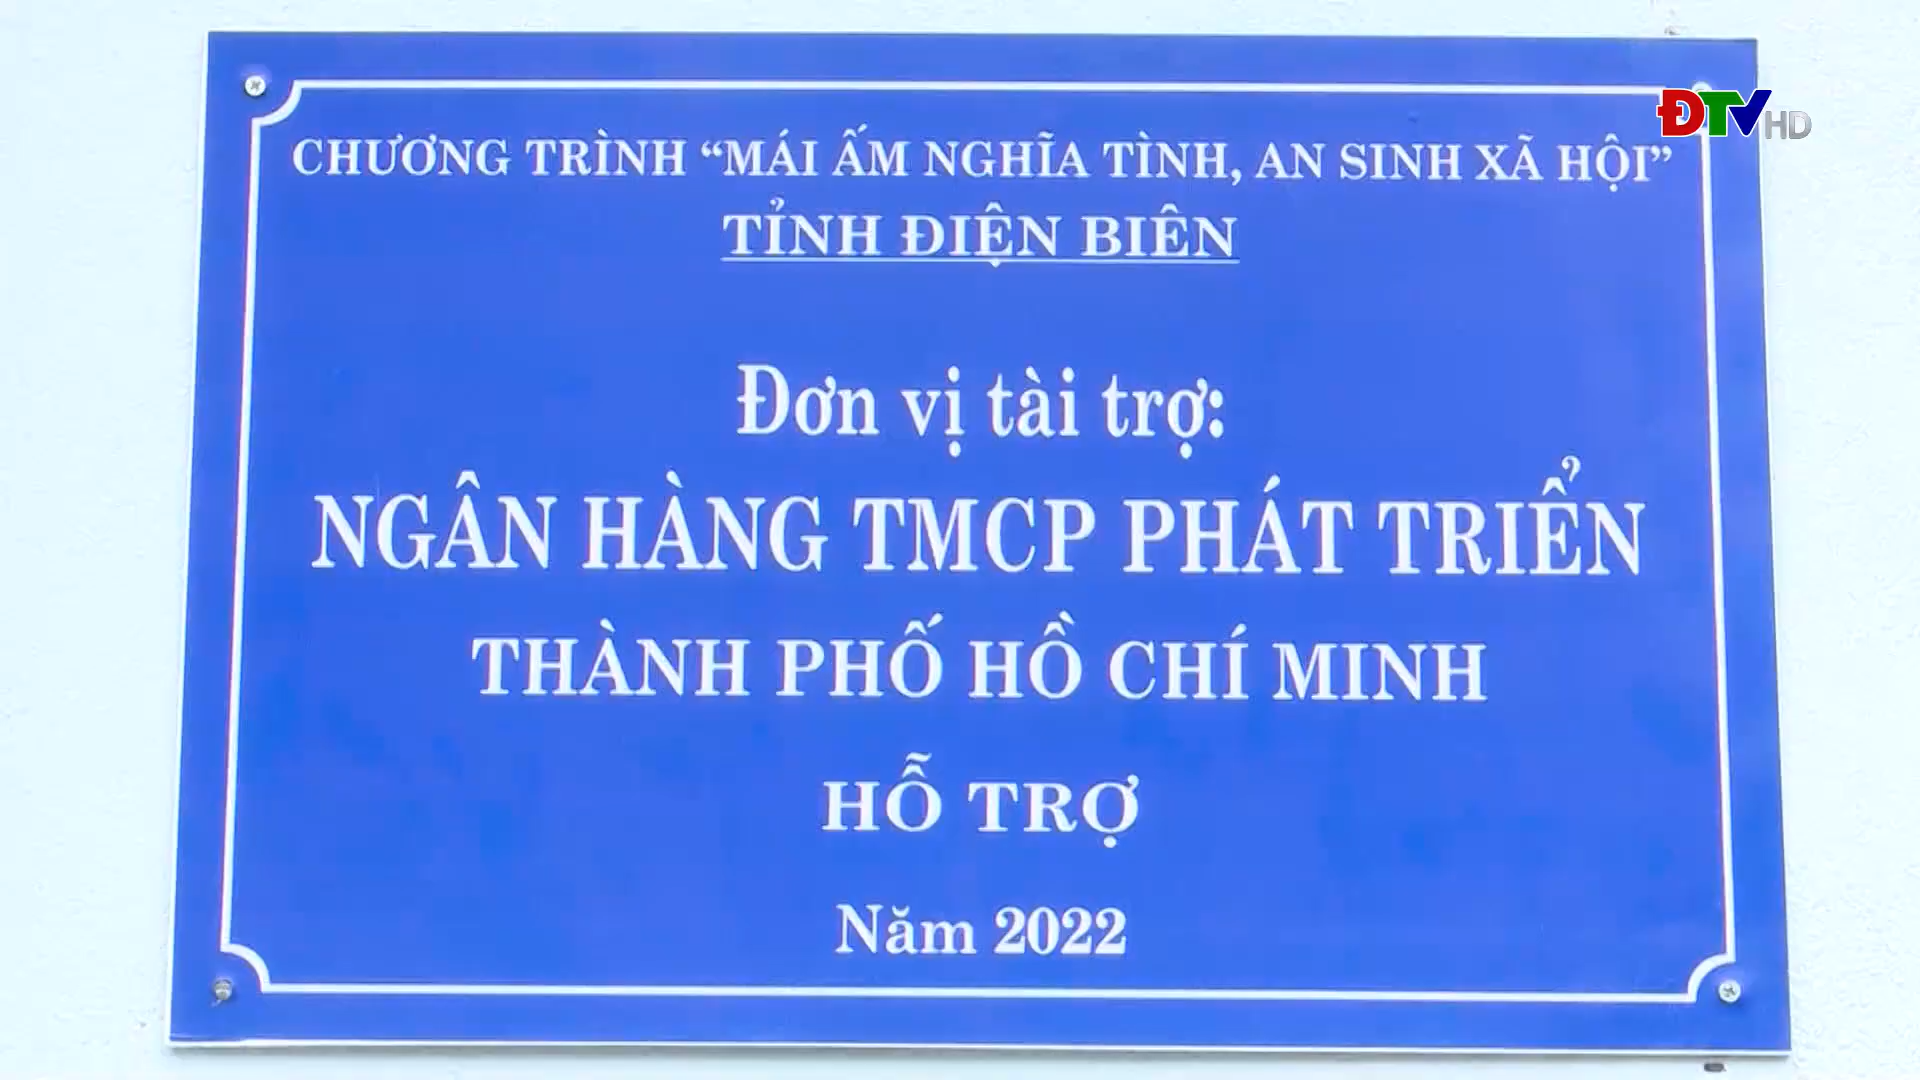 ĐTV HD
CHƯƠNG TRÌNH “MÁI ẤM NGHĨA TÌNH, AN SINH XÃ HỘI”
TỈNH ĐIỆN BIÊN
Đơn vị tài trợ:
NGÂN HÀNG TMCP PHÁT TRIỂN
THÀNH PHỐ HỒ CHÍ MINH
HỖ TRỢ
Năm 2022